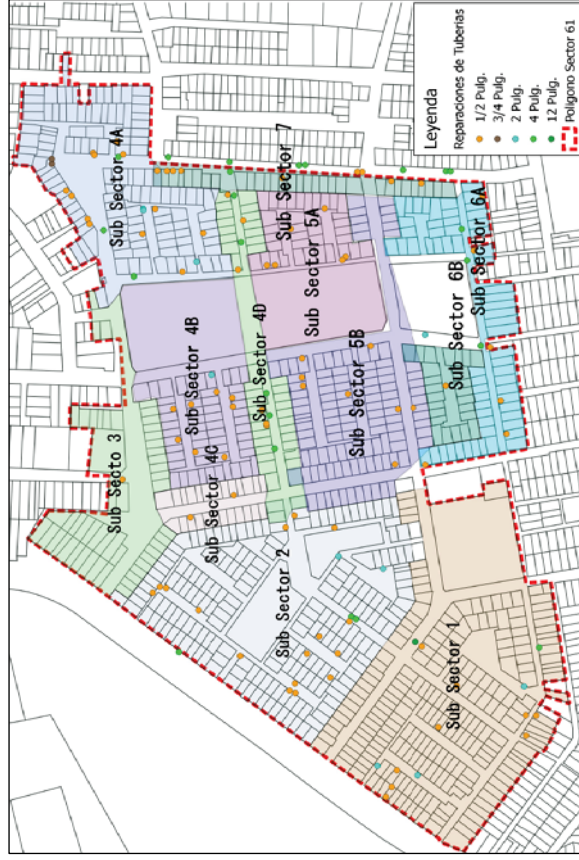 Sub Secto 3
Sub Sector 4A
Sub Sector 4B
Sub Sector 4C
Sub Sector 4D
Sub Sector 7
Sub Sector 5A
Sub Sector 5B
Sub Sector 2
Sub Sector 6B
Sub Sector 6A
Sub Sector 1
Leyenda
Reparaciones de Tuberias
1/2 Pulg.
3/4 Pulg.
2 Pulg.
4 Pulg.
12 Pulg.
Poligono Sector 61